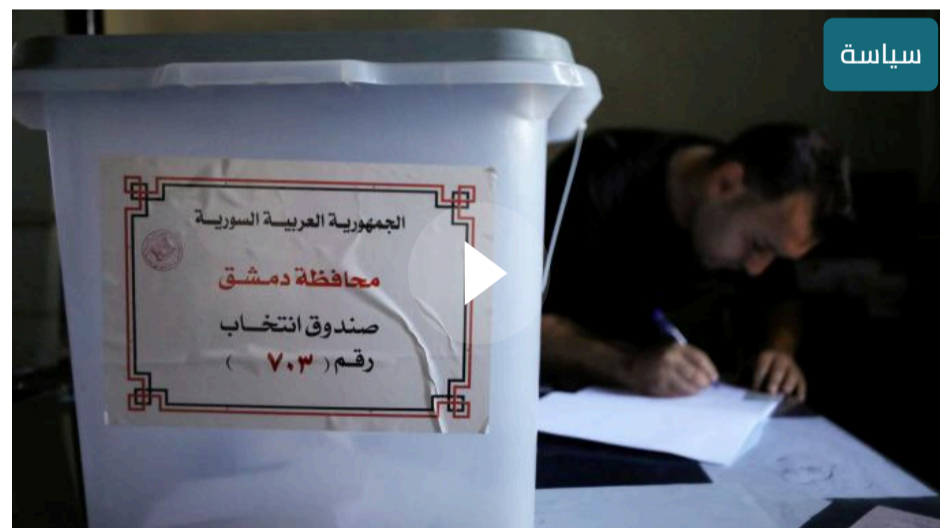 سياسة
الجمهورية العربية السورية
محافظة دمشق
صندوق انتخاب
رقم ( ٧٠٣ )